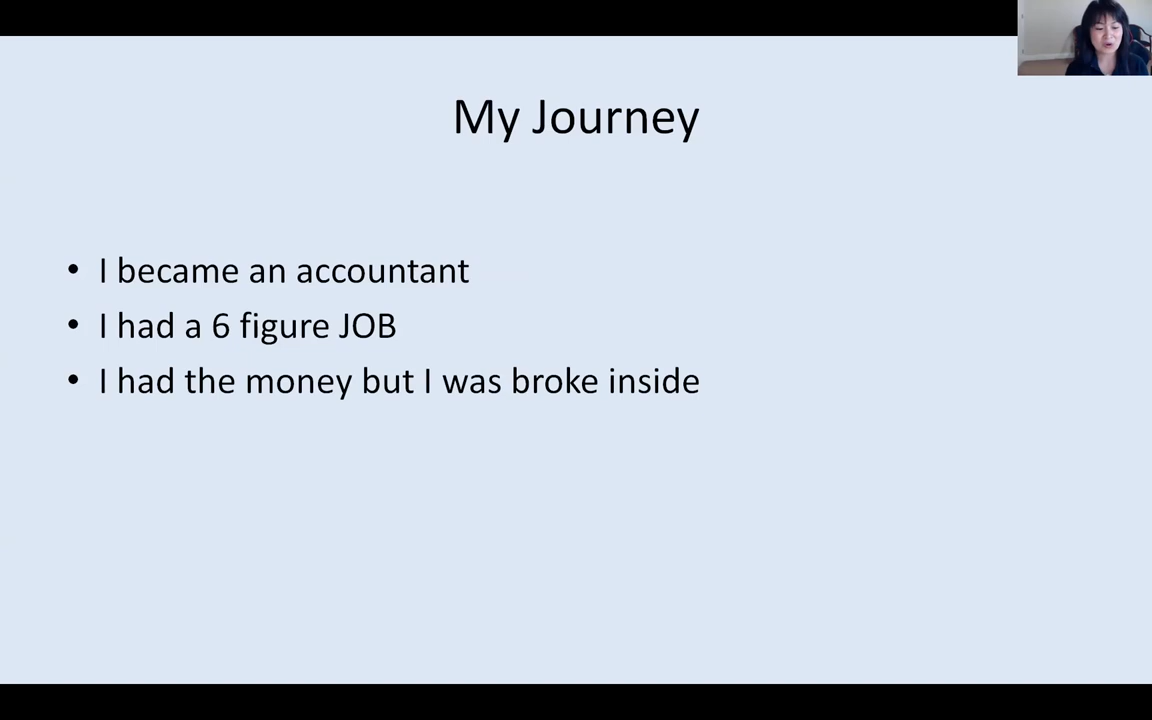 My Journey
• I became an accountant
• I had a 6 figure JOB
• I had the money but I was broke inside